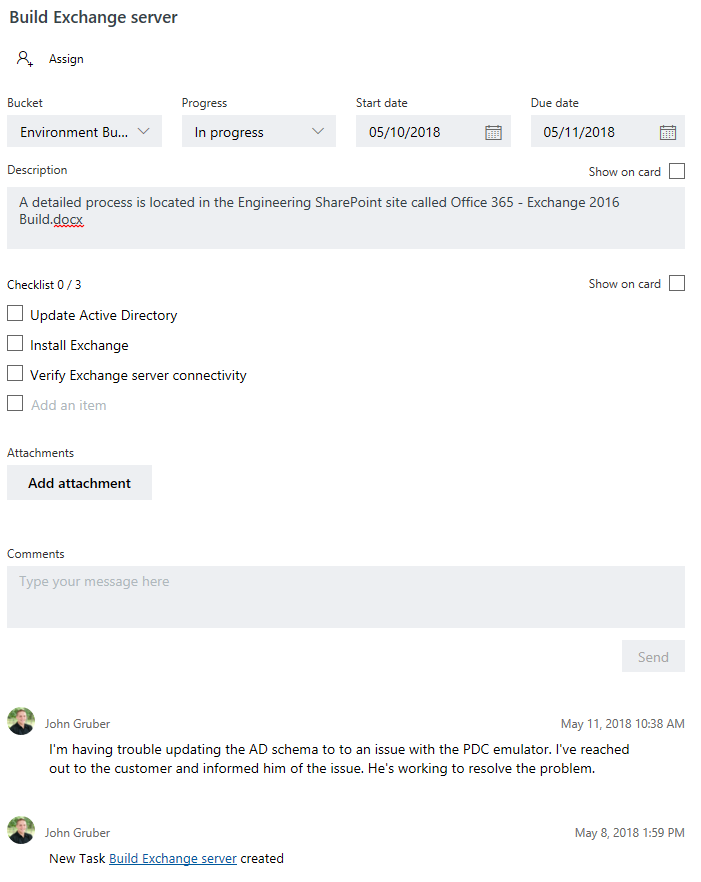 Build Exchange server
Assign
Bucket Progress Start date Due date
Environment Bu... In progress 05/10/2018 05/11/2018
Description Show on card
A detailed process is located in the Engineering SharePoint site called Office 365 - Exchange 2016
Build.docx
Checklist 0 / 3 Show on card
Update Active Directory
Install Exchange
Verify Exchange server connectivity
Add an item
Attachments
Add attachment
Comments
Type your message here
Send
John Gruber May 11, 2018 10:38 AM
I'm having trouble updating the AD schema to to an issue with the PDC emulator. I've reached
out to the customer and informed him of the issue. He's working to resolve the problem.
John Gruber May 8, 2018 1:59 PM
New Task Build Exchange server created